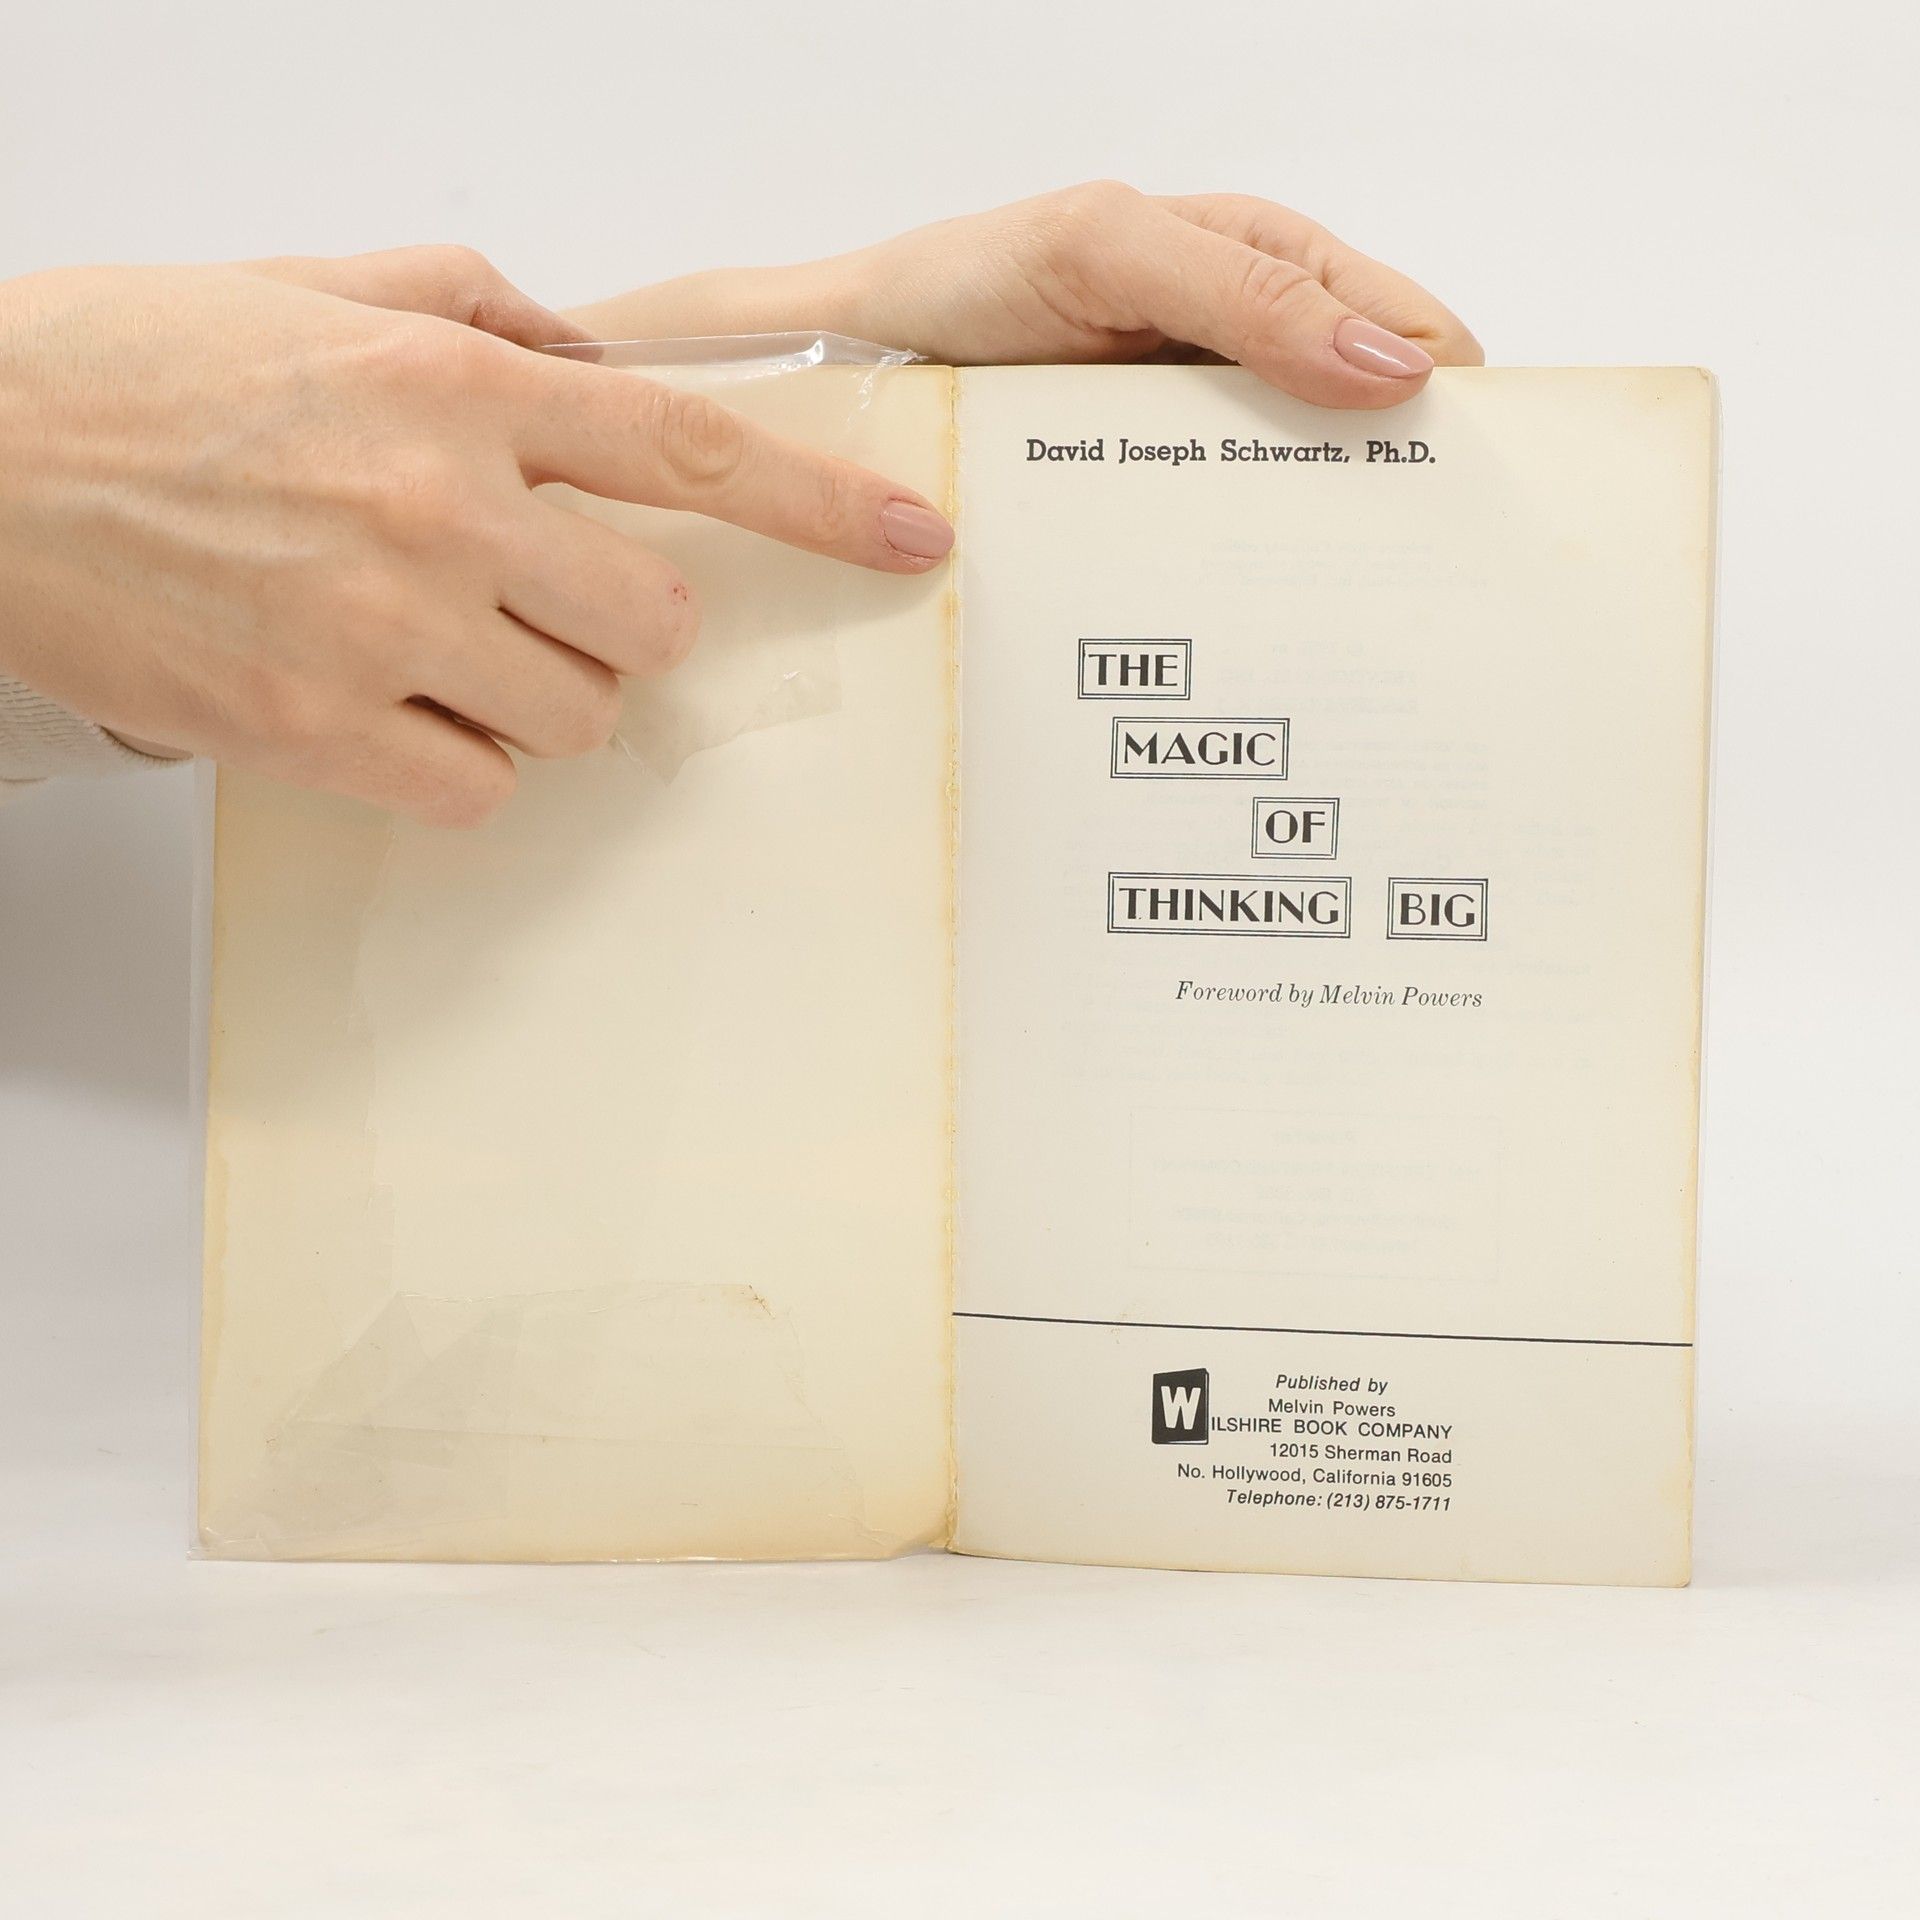 David Joseph Schwartz, Ph.D.
THE
MAGIC
OF
THINKING BIG
Foreword by Melvin Powers
Published by
Melvin Powers
WILSHIRE BOOK COMPANY
12015 Sherman Road
No. Hollywood, California 91605
Telephone: (213) 875-1711